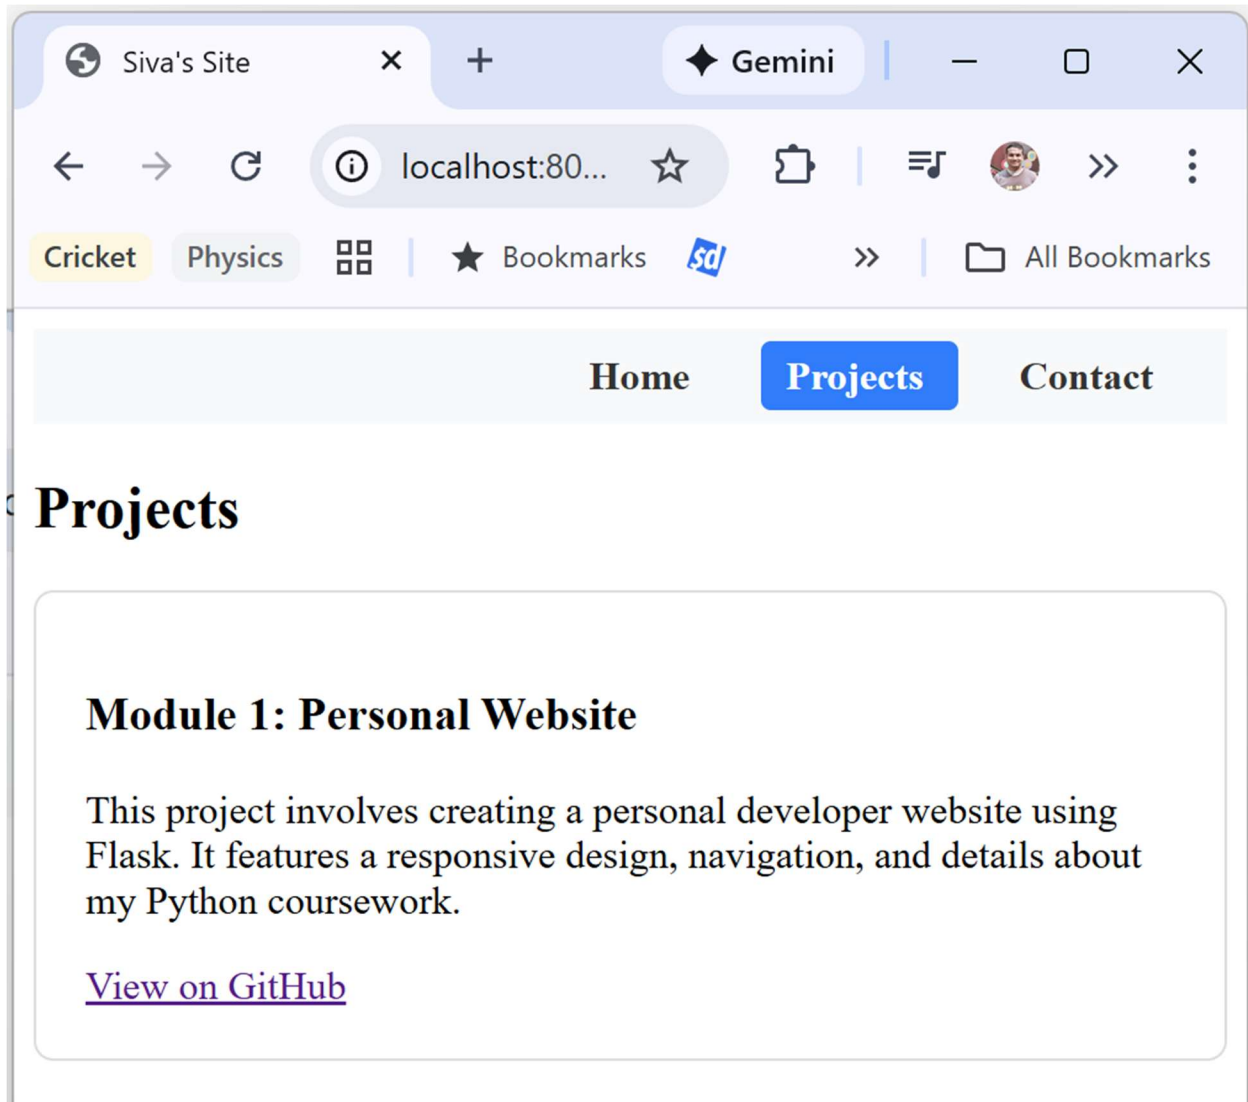 Siva's Site
Gemini
localhost:80...
Cricket Physics Bookmarks $d All Bookmarks
Home Projects Contact
Projects
Module 1: Personal Website
This project involves creating a personal developer website using
Flask. It features a responsive design, navigation, and details about
my Python coursework.
View on GitHub